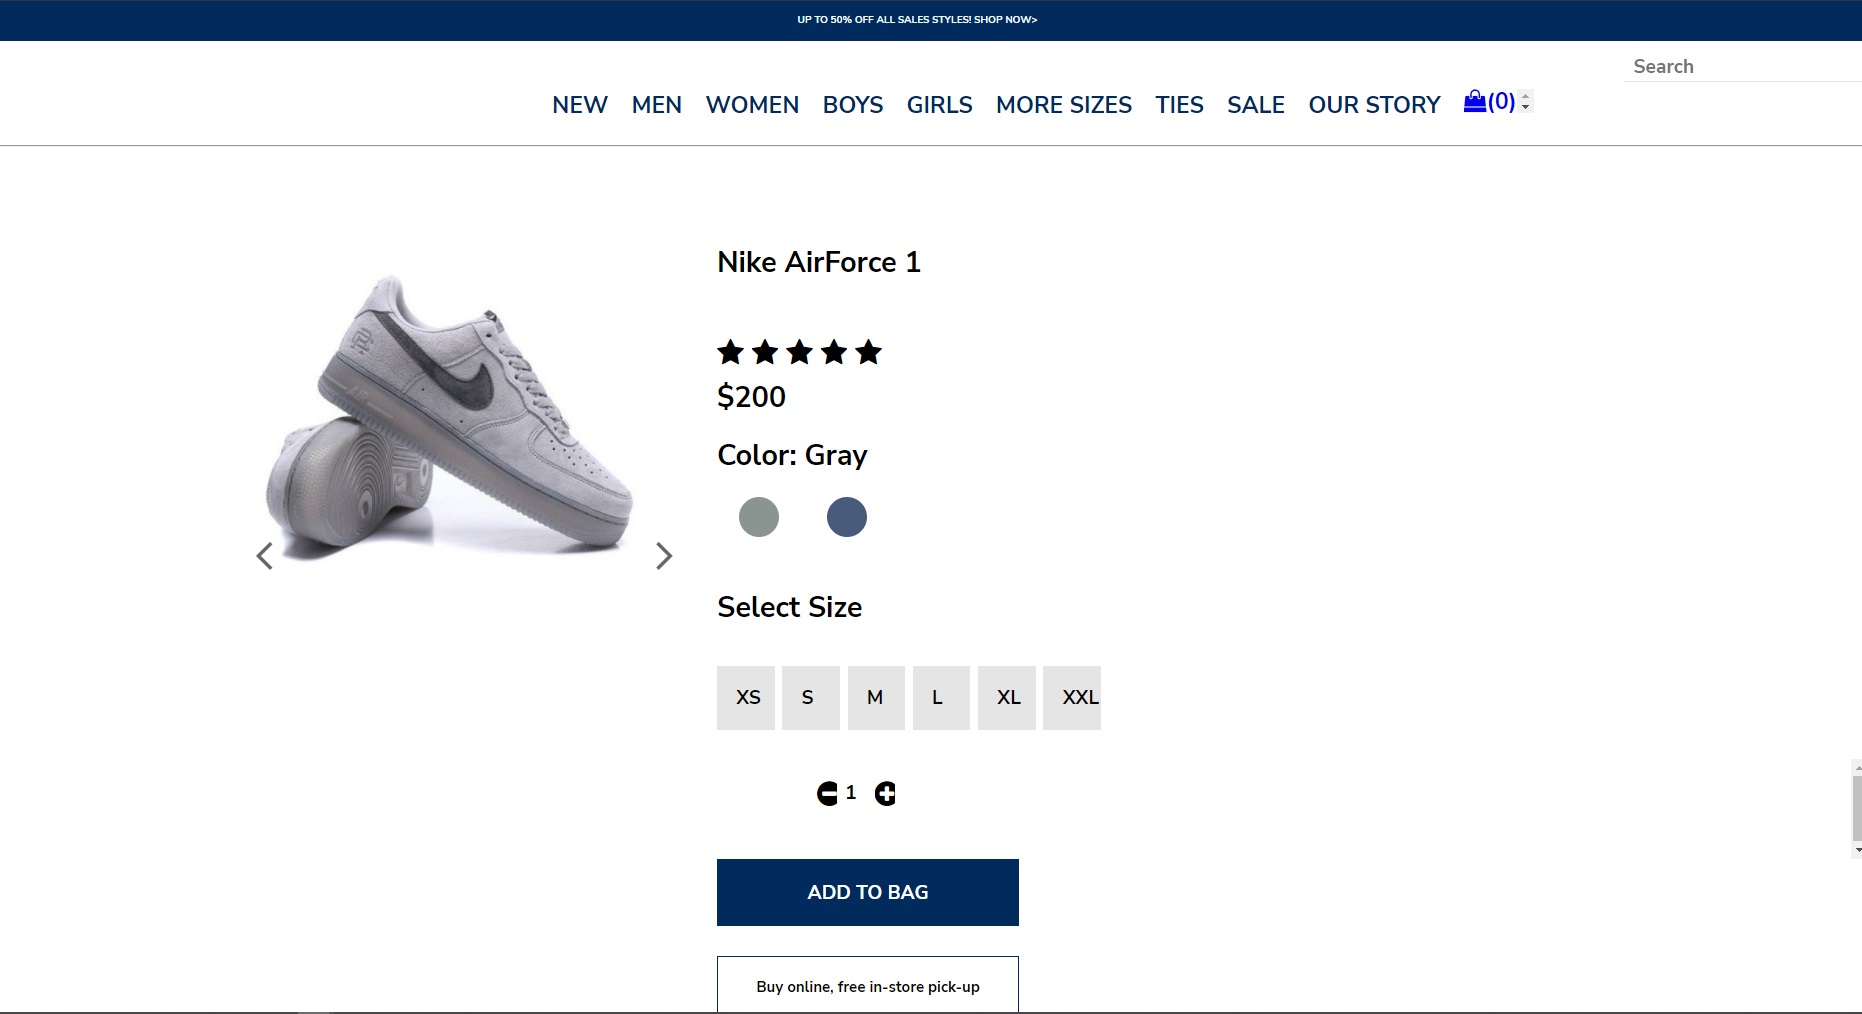 UP TO 50% OFF ALL SALES STYLES! SHOP NOW>
Search
NEW MEN WOMEN BOYS GIRLS MORE SIZES TIES SALE OUR STORY (0)
Nike AirForce 1
$200
Color: Gray
Select Size
XS S M L XL XXL
1
ADD TO BAG
Buy online, free in-store pick-up